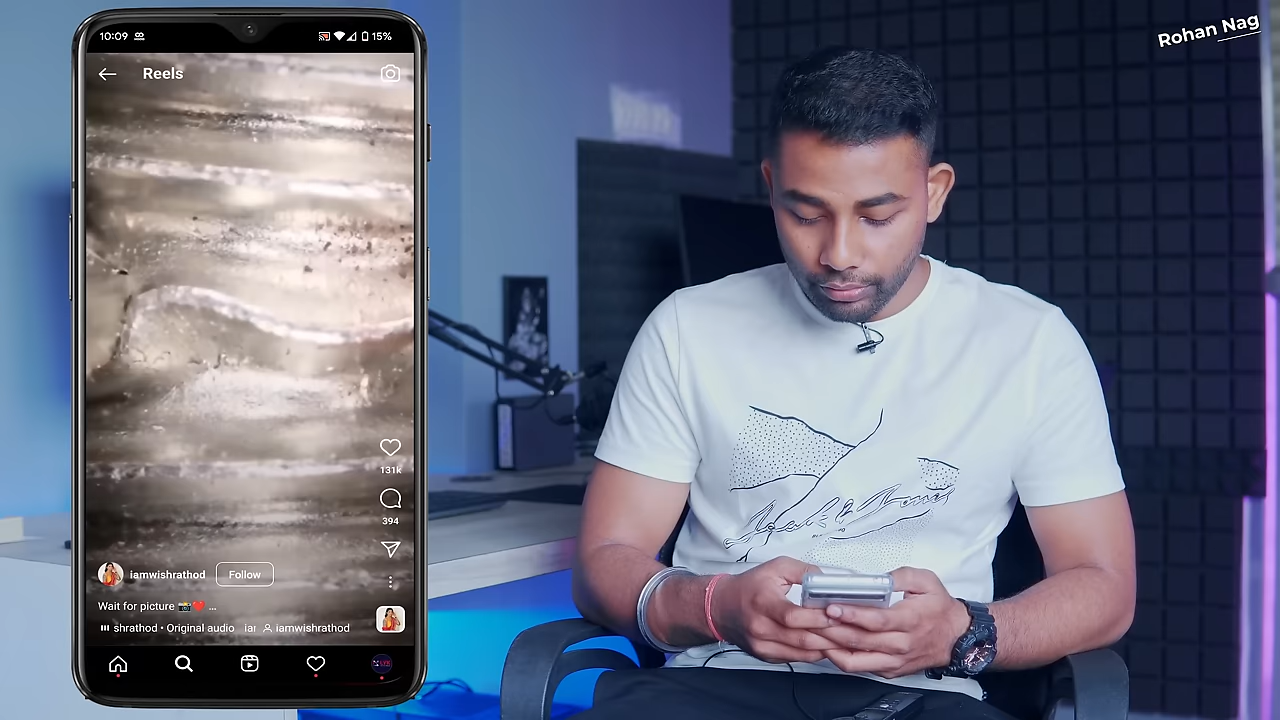 Rohan Nag
10:09
15%
Reels
131k
394
iamwishrathod
Follow
Wait for picture 📸❤️ ...
shrathod • Original audio
iamwishrathod